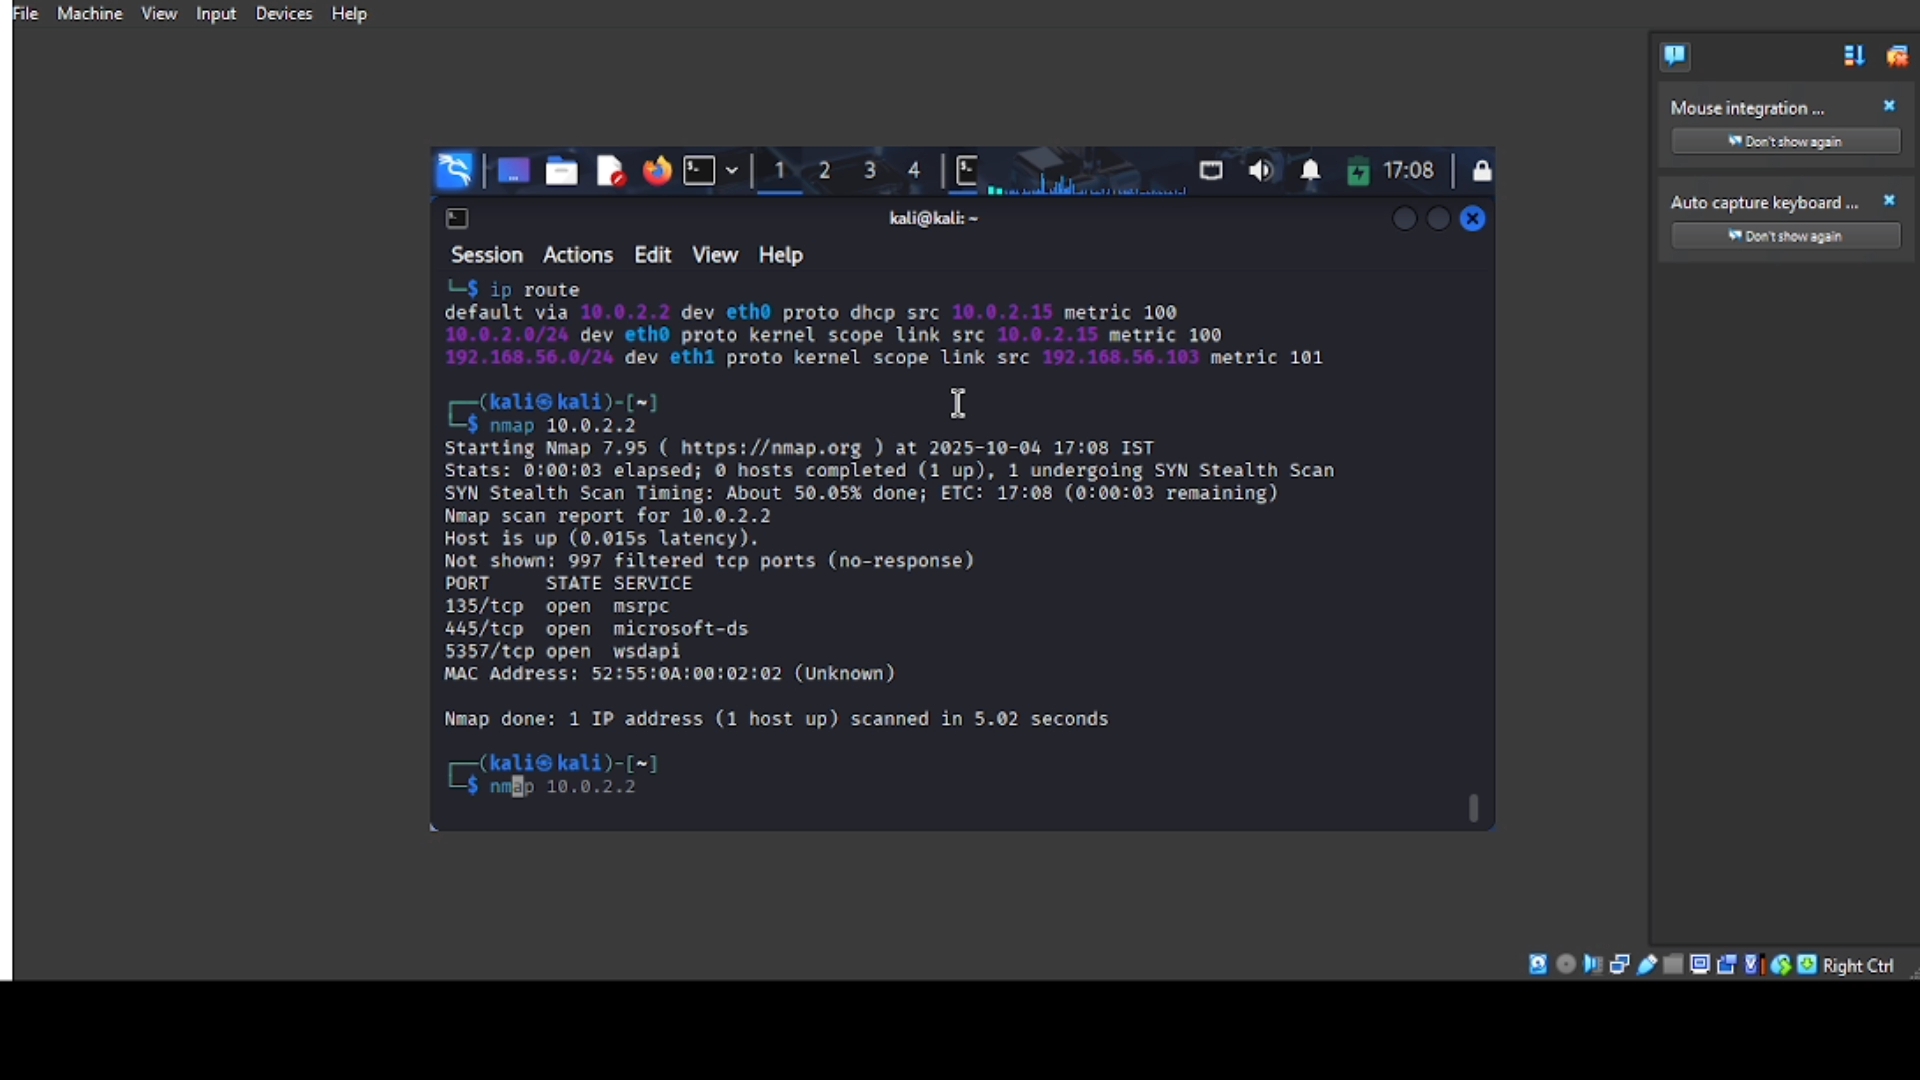 File Machine View Input Devices Help
Mouse integration ...
Don't show again
Auto capture keyboard ...
Don't show again
1 2 3 4 17:08
kali@kali: ~
Session Actions Edit View Help
└─$ ip route
default via 10.0.2.2 dev eth0 proto dhcp src 10.0.2.15 metric 100
10.0.2.0/24 dev eth0 proto kernel scope link src 10.0.2.15 metric 100
192.168.56.0/24 dev eth1 proto kernel scope link src 192.168.56.103 metric 101
┌──(kali㉿kali)-[~]
└─$ nmap 10.0.2.2
Starting Nmap 7.95 ( https://nmap.org ) at 2025-10-04 17:08 IST
Stats: 0:00:03 elapsed; 0 hosts completed (1 up), 1 undergoing SYN Stealth Scan
SYN Stealth Scan Timing: About 50.05% done; ETC: 17:08 (0:00:03 remaining)
Nmap scan report for 10.0.2.2
Host is up (0.015s latency).
Not shown: 997 filtered tcp ports (no-response)
PORT STATE SERVICE
135/tcp open msrpc
445/tcp open microsoft-ds
5357/tcp open wsdapi
MAC Address: 52:55:0A:00:02:02 (Unknown)
Nmap done: 1 IP address (1 host up) scanned in 5.02 seconds
┌──(kali㉿kali)-[~]
└─$ nmap 10.0.2.2
Right Ctrl